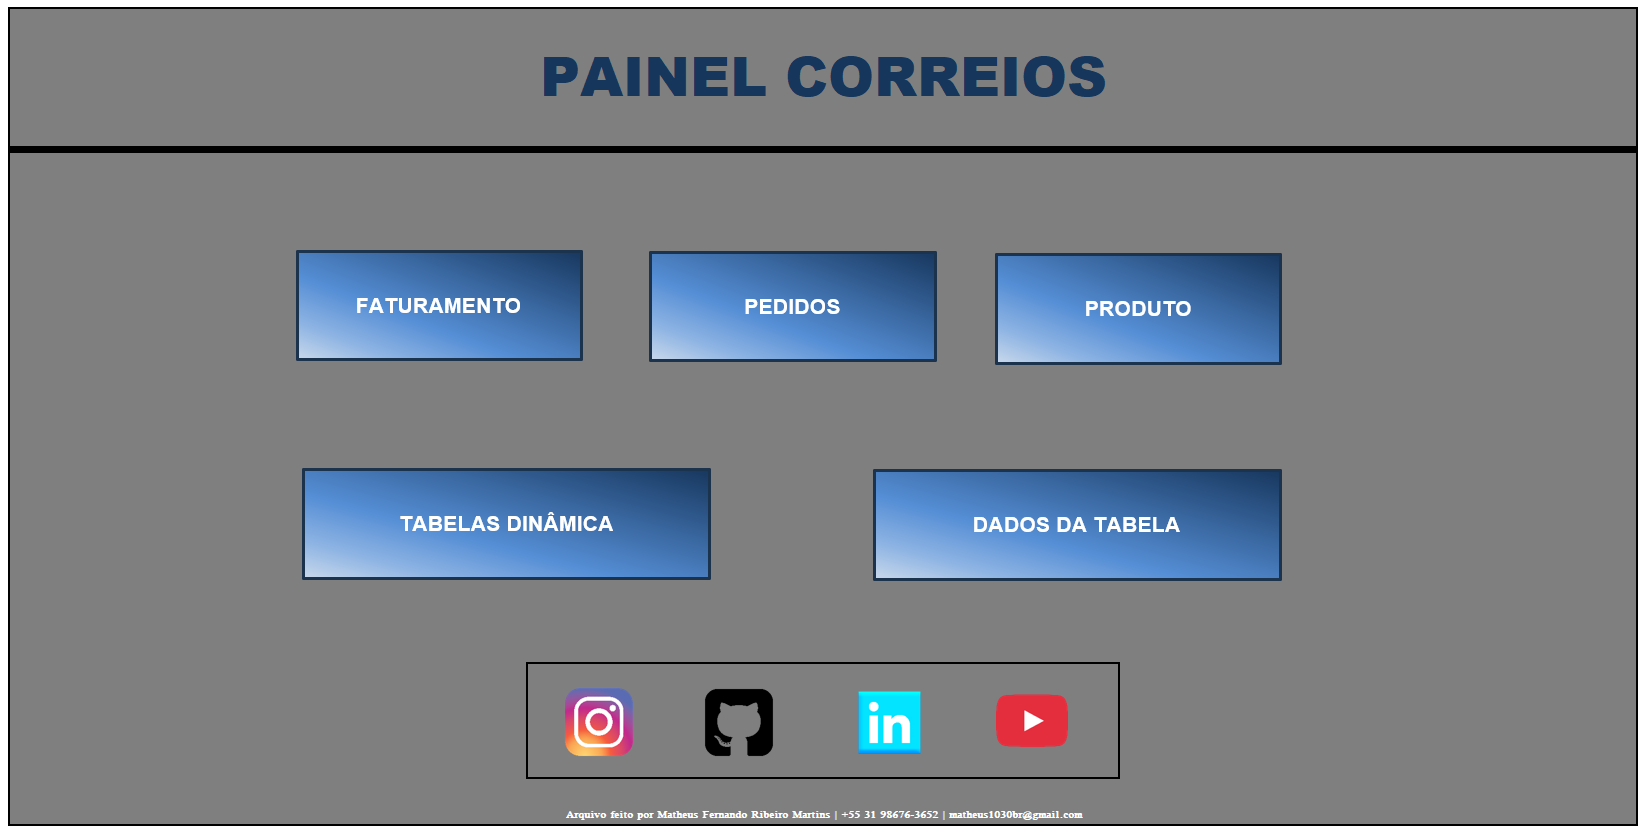 PAINEL CORREIOS
FATURAMENTO
PEDIDOS
PRODUTO
TABELAS DINÂMICA
DADOS DA TABELA
in
Arquivo feito por Matheus Fernando Ribeiro Martins | +55 31 98676-3652 | matheus1030br@gmail.com